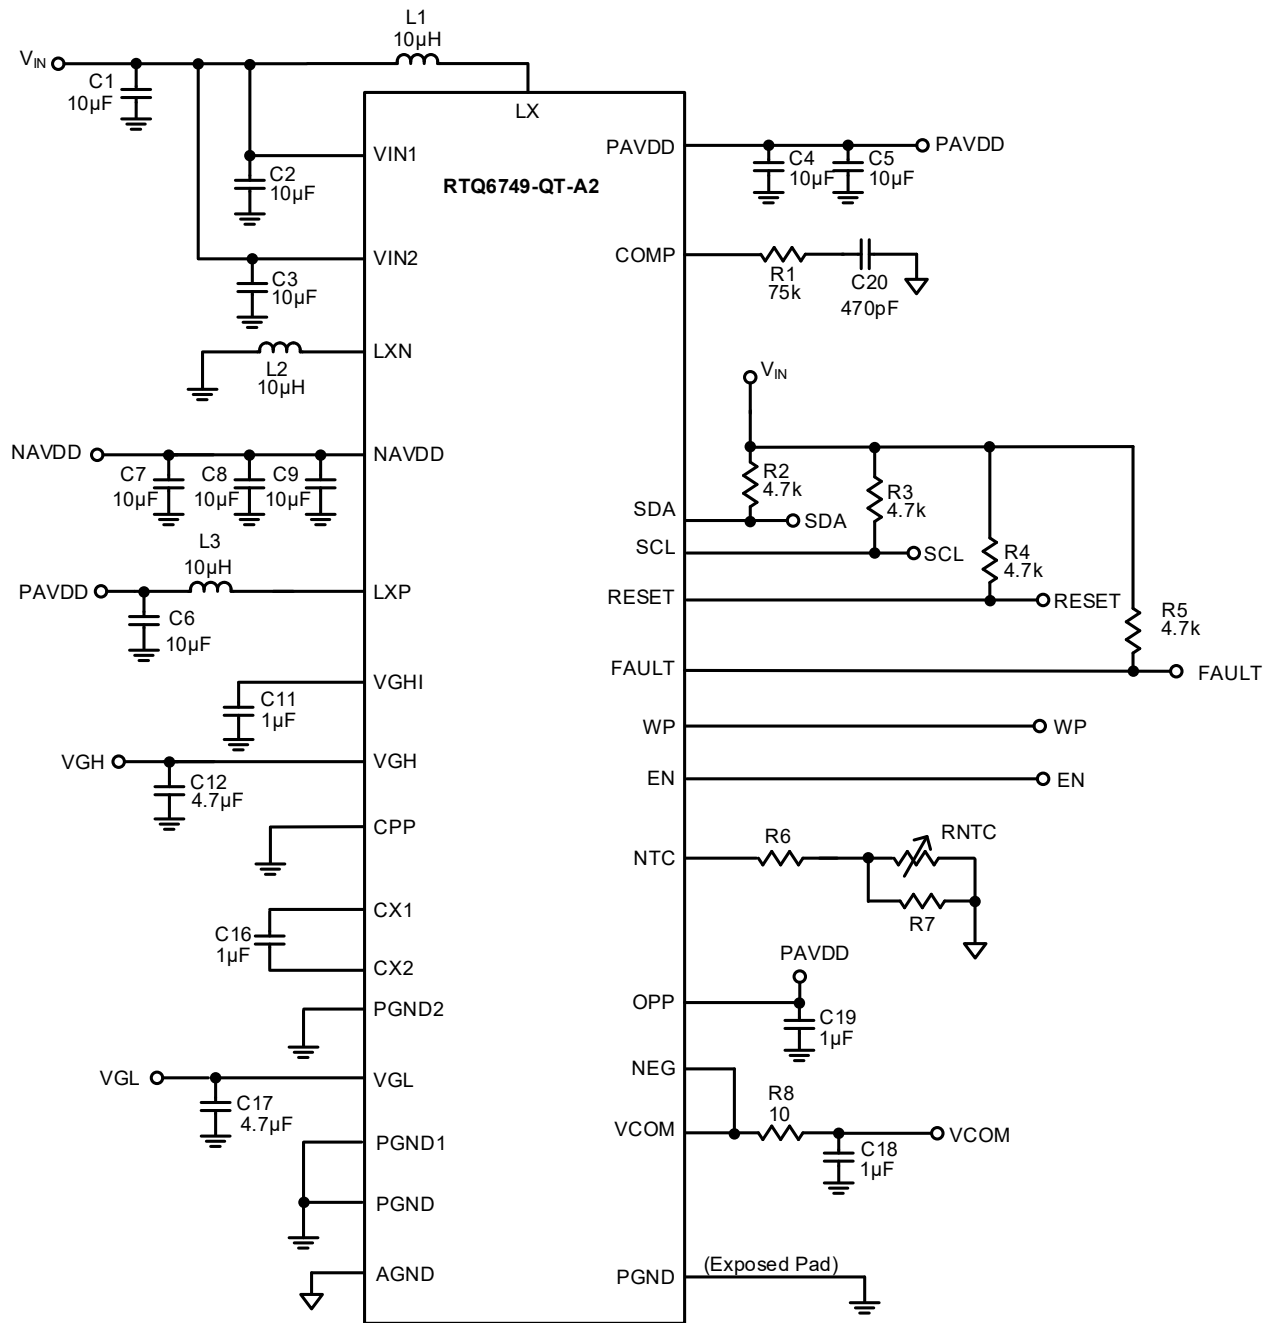 L1
10µH
VIN
C1
10µF
LX
VIN1
C2
10µF
RTQ6749-QT-A2
PAVDD
C4
10µF
C5
10µF
PAVDD
VIN2
C3
10µF
COMP
R1
75k
C20
470pF
LXN
L2
10µH
VIN
NAVDD
C7
10µF
C8
10µF
C9
10µF
NAVDD
R2
4.7k
R3
4.7k
SDA
SDA
SCL
SCL
R4
4.7k
L3
10µH
PAVDD
C6
10µF
LXP
RESET
RESET
R5
4.7k
FAULT
FAULT
VGHI
C11
1µF
WP
WP
VGH
C12
4.7µF
VGH
EN
EN
CPP
NTC
R6
RNTC
R7
CX1
C16
1µF
CX2
PAVDD
OPP
C19
1µF
PGND2
VGL
C17
4.7µF
VGL
NEG
R8
10
VCOM
C18
1µF
VCOM
PGND1
PGND
AGND
PGND
(Exposed Pad)